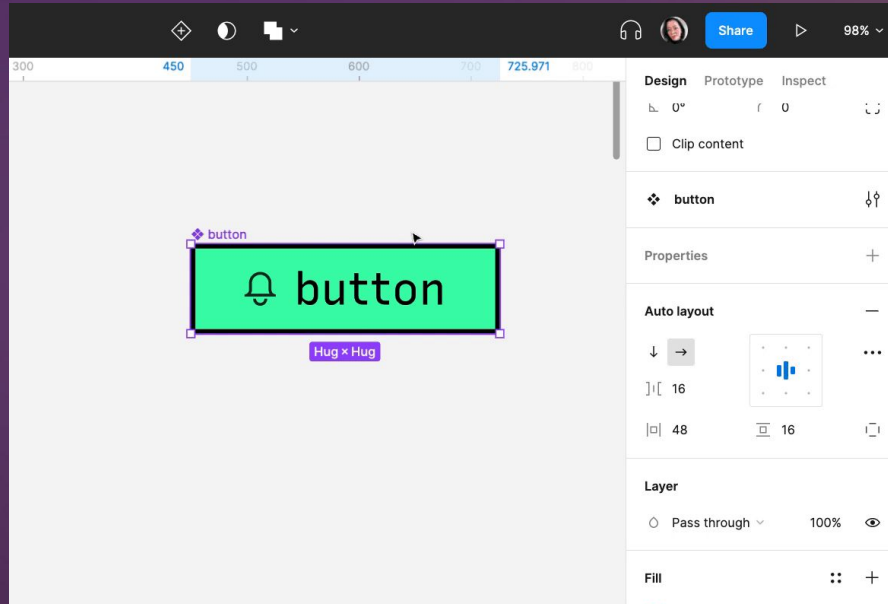 Share
98%
300 450 500 600 700 725.971 800
Design Prototype Inspect
0° 0
Clip content
button
button
Properties
button
Auto layout
Hug × Hug
16
48 16
Layer
Pass through 100%
Fill